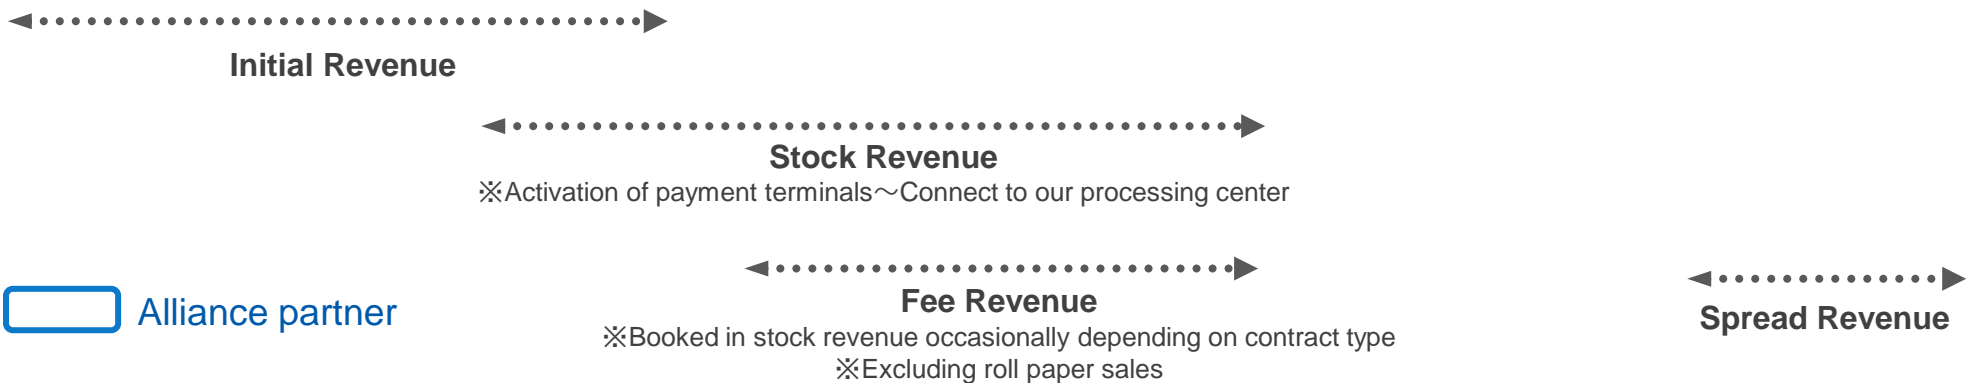 Initial Revenue
Stock Revenue
※Activation of payment terminals～Connect to our processing center
Alliance partner
Fee Revenue
※Booked in stock revenue occasionally depending on contract type
※Excluding roll paper sales
Spread Revenue